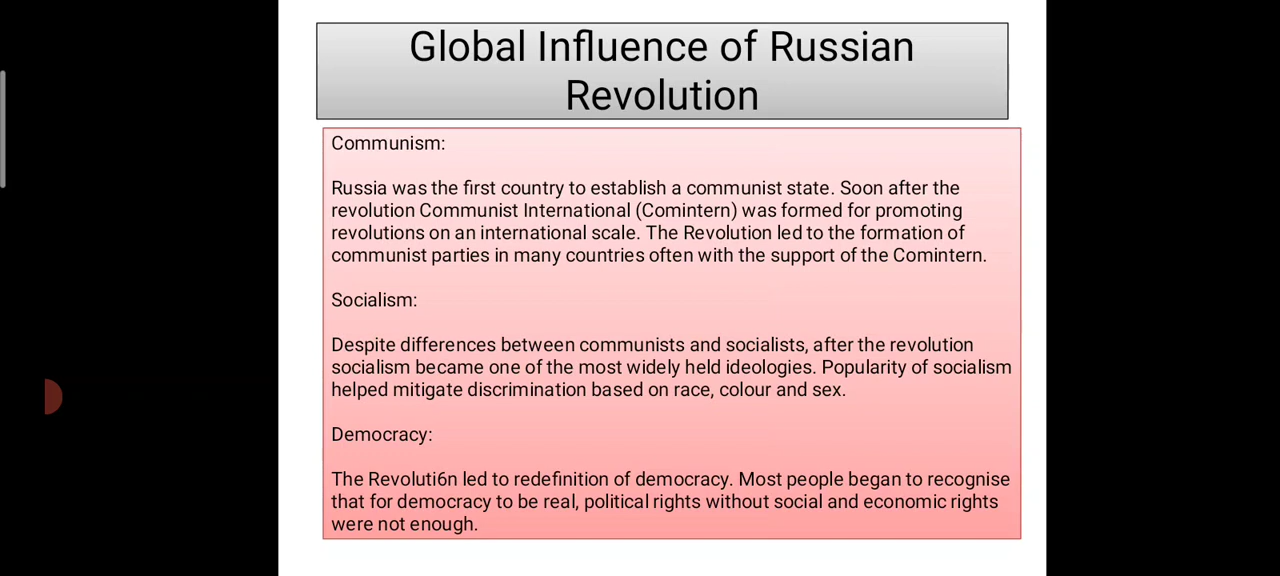 Global Influence of Russian
Revolution
Communism:
Russia was the first country to establish a communist state. Soon after the
revolution Communist International (Comintern) was formed for promoting
revolutions on an international scale. The Revolution led to the formation of
communist parties in many countries often with the support of the Comintern.
Socialism:
Despite differences between communists and socialists, after the revolution
socialism became one of the most widely held ideologies. Popularity of socialism
helped mitigate discrimination based on race, colour and sex.
Democracy:
The Revoluti6n led to redefinition of democracy. Most people began to recognise
that for democracy to be real, political rights without social and economic rights
were not enough.